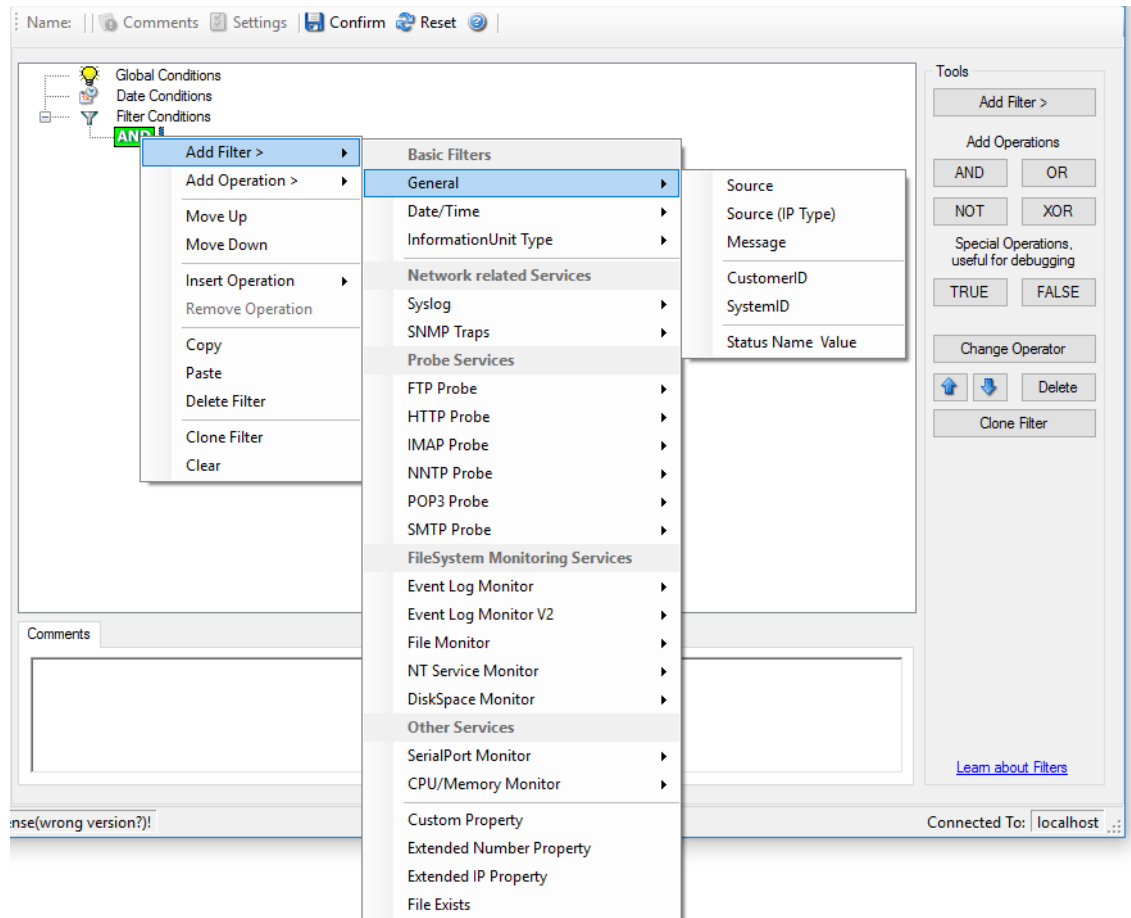 Name: Comments Settings Confirm Reset
Global Conditions
Date Conditions
Filter Conditions
AND
Add Filter >
Add Operation >
Move Up
Move Down
Insert Operation
Remove Operation
Copy
Paste
Delete Filter
Clone Filter
Clear
Basic Filters
General
Date/Time
InformationUnit Type
Network related Services
Syslog
SNMP Traps
Probe Services
FTP Probe
HTTP Probe
IMAP Probe
NNTP Probe
POP3 Probe
SMTP Probe
FileSystem Monitoring Services
Event Log Monitor
Event Log Monitor V2
File Monitor
NT Service Monitor
DiskSpace Monitor
Other Services
SerialPort Monitor
CPU/Memory Monitor
Custom Property
Extended Number Property
Extended IP Property
File Exists
Source
Source (IP Type)
Message
CustomerID
SystemID
Status Name Value
Tools
Add Filter >
Add Operations
AND OR
NOT XOR
Special Operations,
useful for debugging
TRUE FALSE
Change Operator
Delete
Clone Filter
Learn about Filters
Comments
ense(wrong version?)!
Connected To: localhost